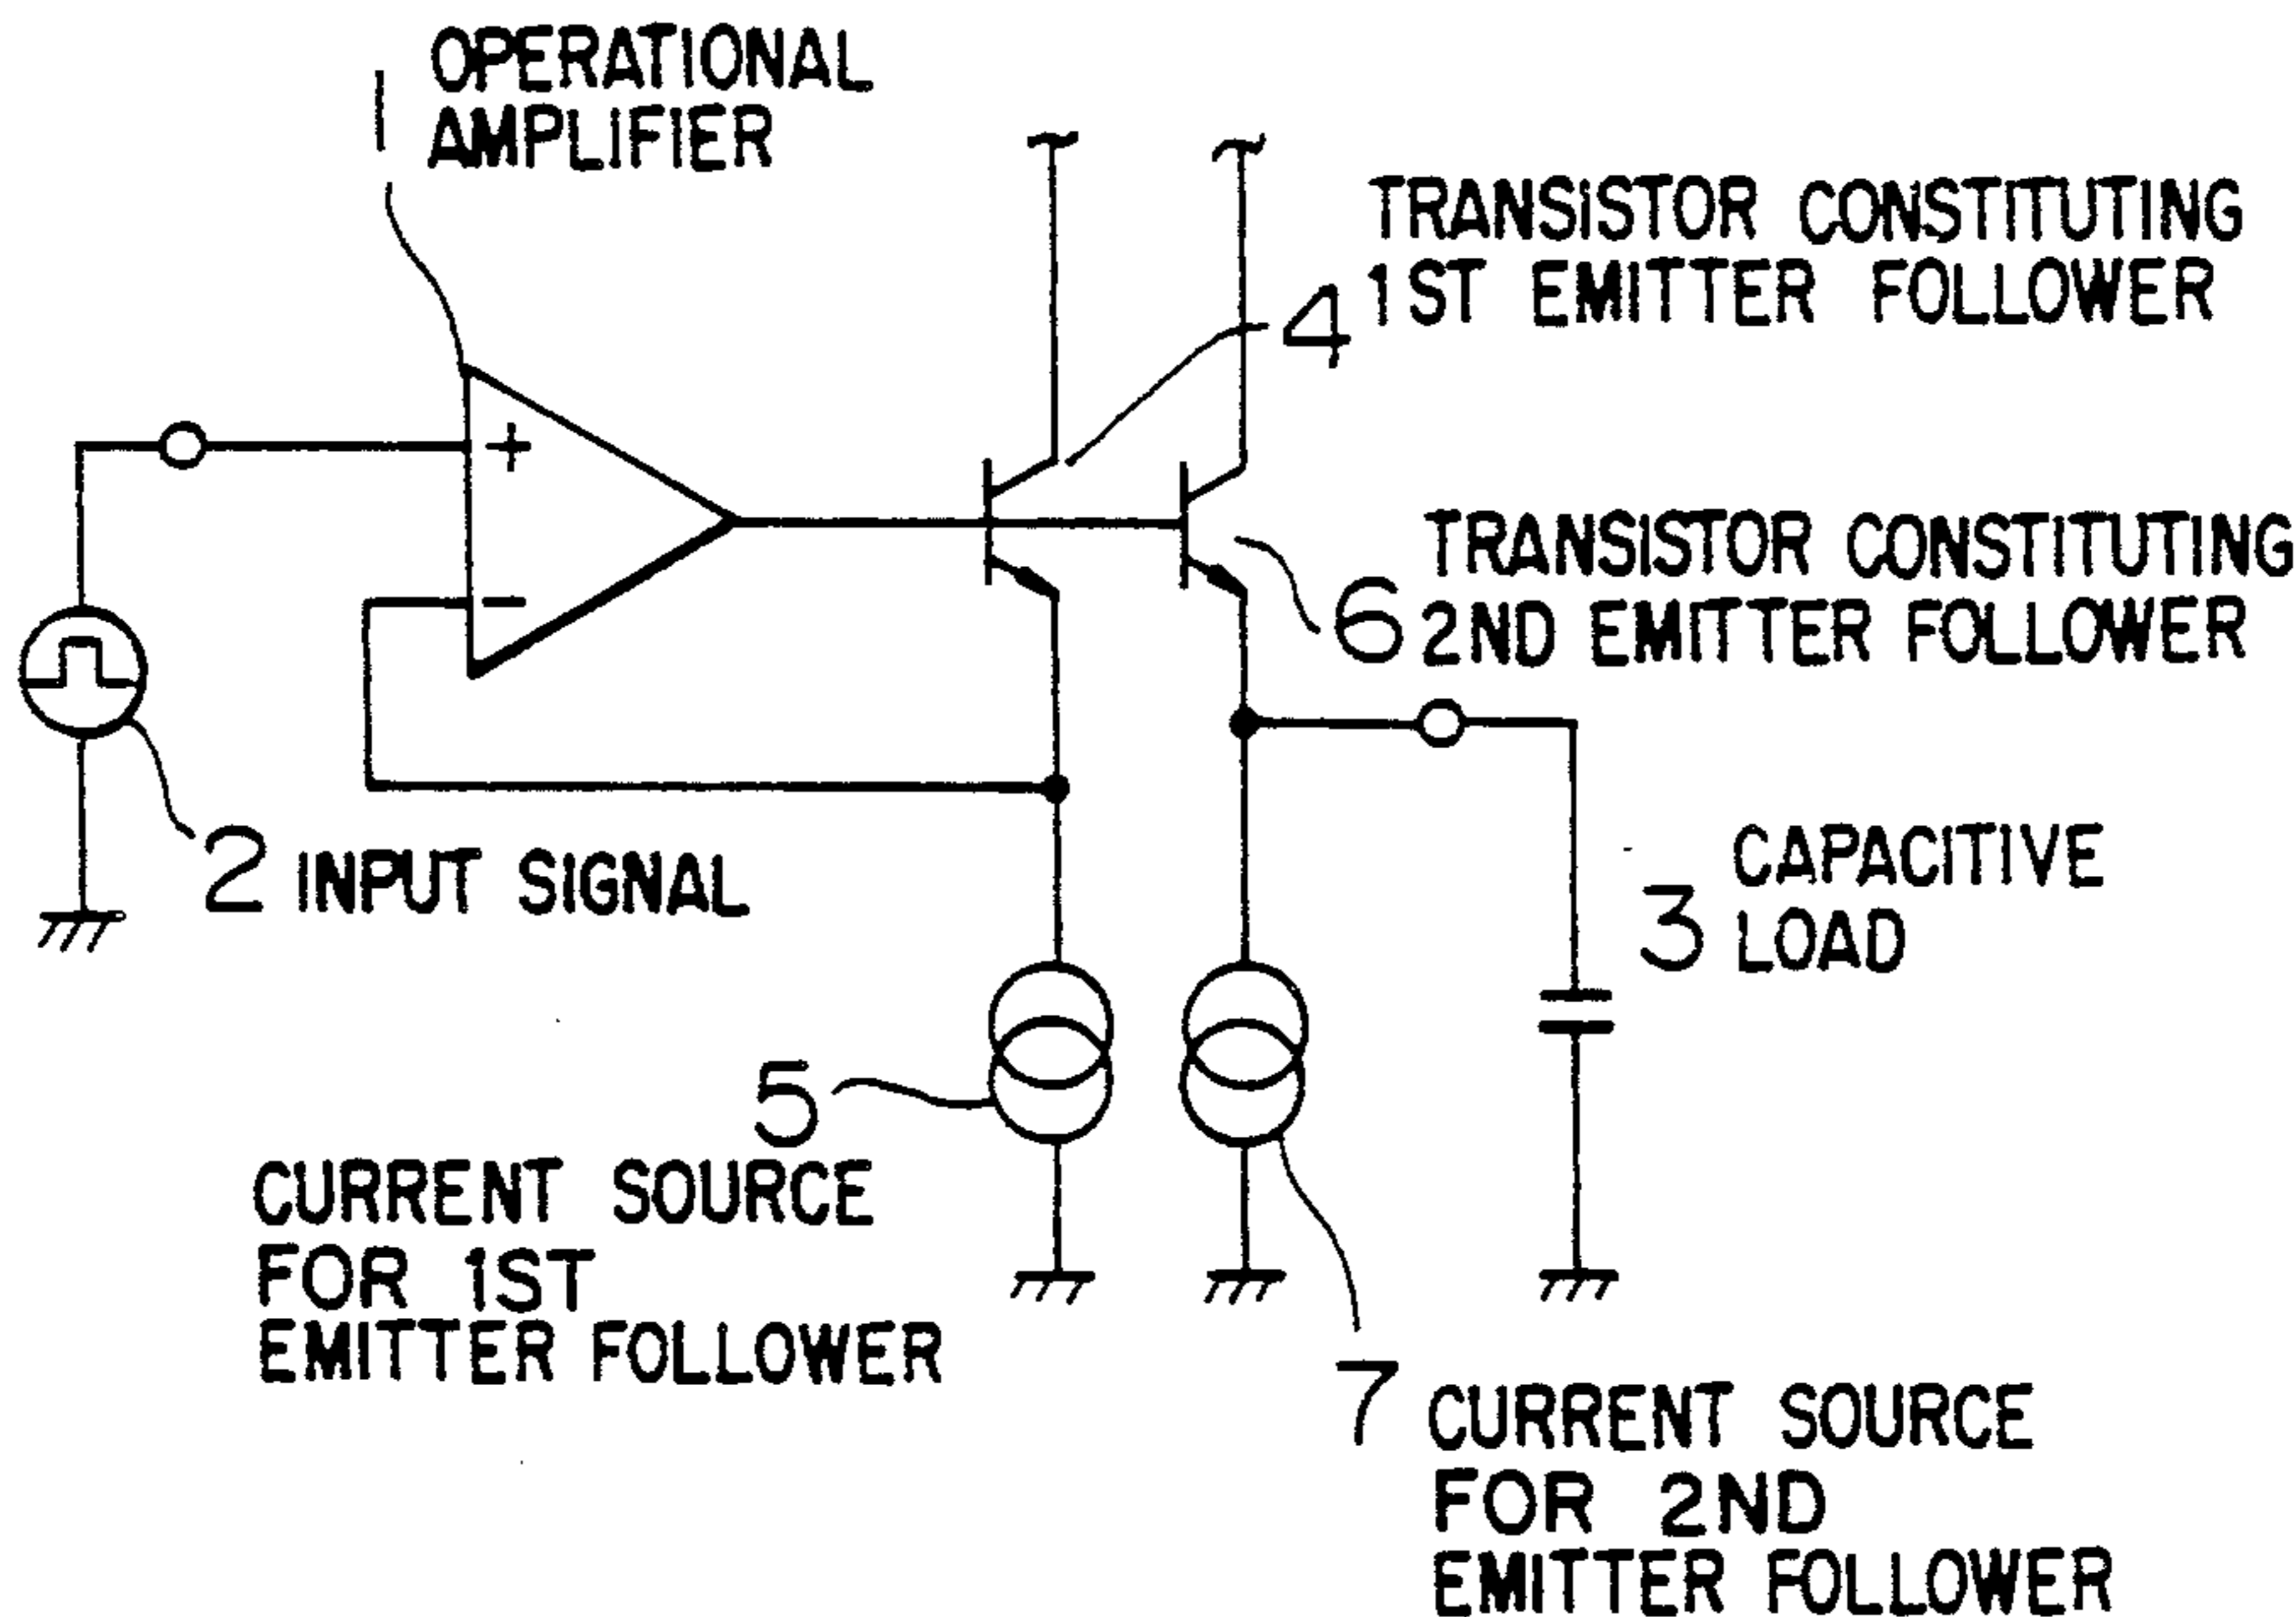 1 OPERATIONAL
AMPLIFIER
TRANSISTOR CONSTITUTING
4 1ST EMITTER FOLLOWER
+
TRANSISTOR CONSTITUTING
6 2ND EMITTER FOLLOWER
−
2 INPUT SIGNAL
CAPACITIVE
3 LOAD
5
CURRENT SOURCE
FOR 1ST
EMITTER FOLLOWER
7 CURRENT SOURCE
FOR 2ND
EMITTER FOLLOWER